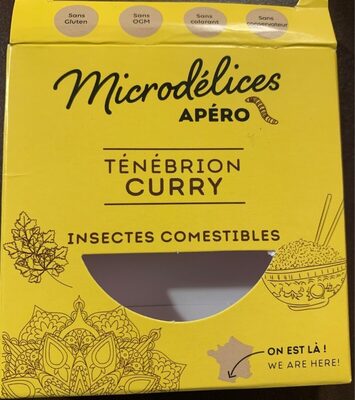 Sans Gluten
Sans OGM
Sans colorant
Sans conservateur
Microdélices
APÉRO
TÉNÉBRION
CURRY
INSECTES COMESTIBLES
ON EST LÀ !
WE ARE HERE!